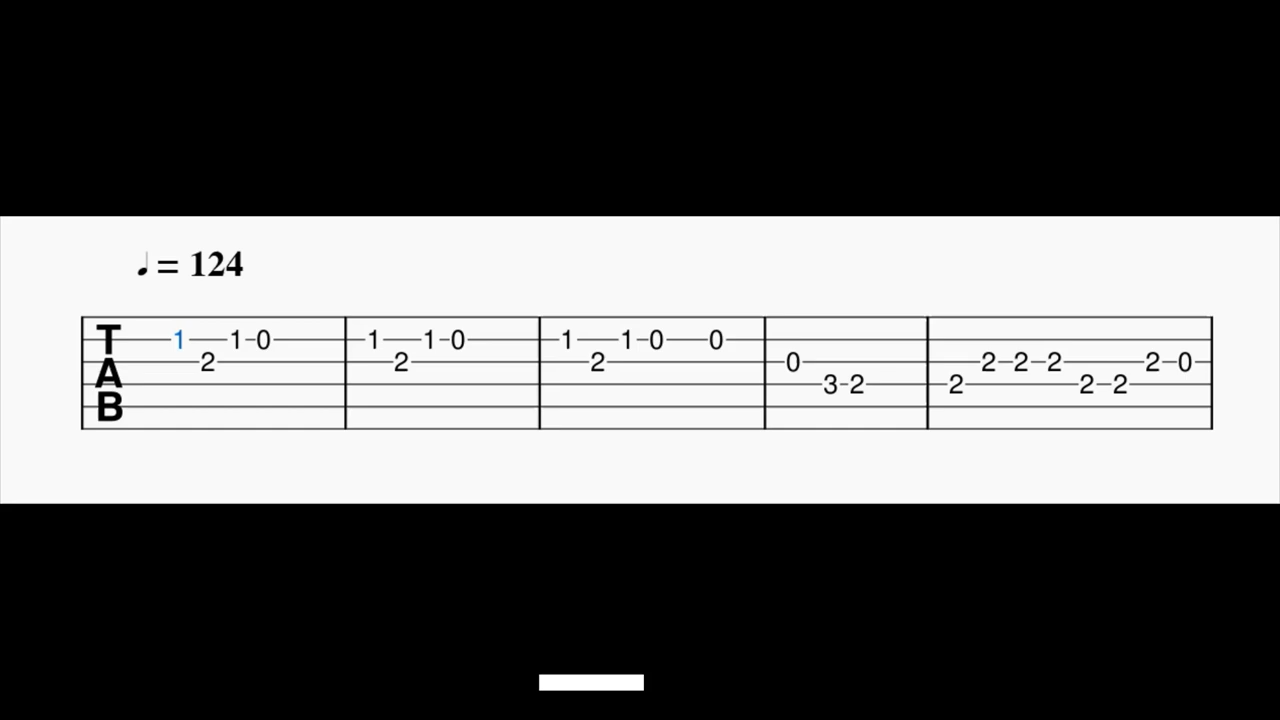 ♩ = 124
T 1 1 0 1 1 0 1 1 0 0
A 2 2 2 0 2 2 2 2 0
3 2 2 2 2
B